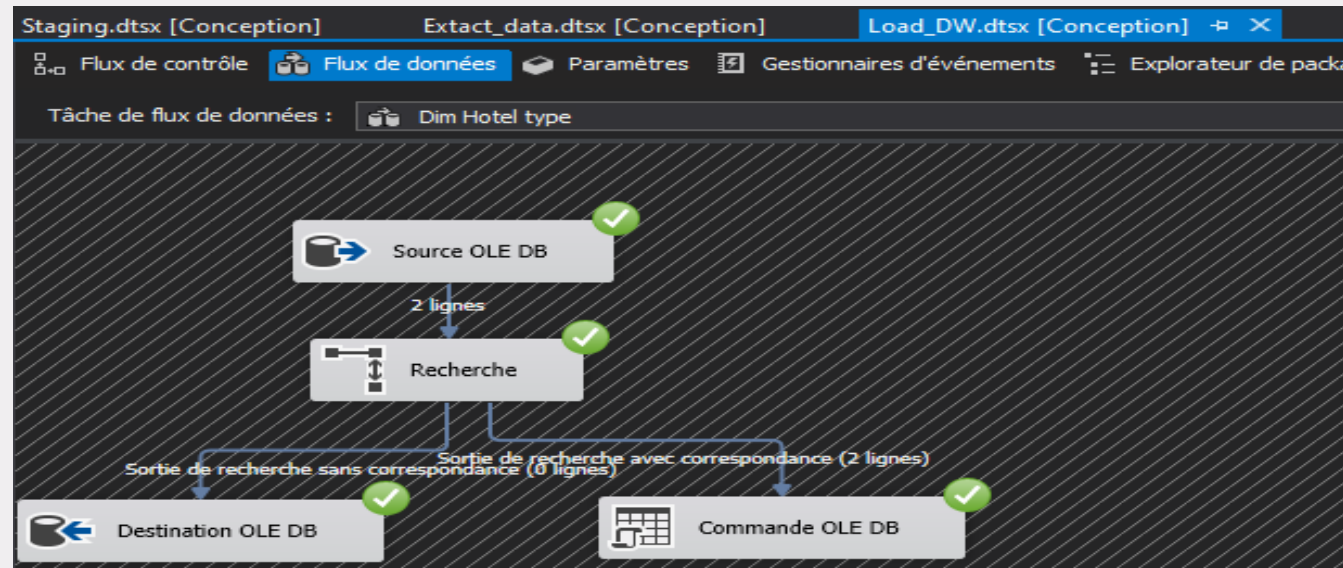 Staging.dtsx [Conception] Extact_data.dtsx [Conception] Load_DW.dtsx [Conception]
Flux de contrôle Flux de données Paramètres Gestionnaires d'événements Explorateur de packa
Tâche de flux de données : Dim Hotel type
Source OLE DB
2 lignes
Recherche
Sortie de recherche avec correspondance (2 lignes)
Sortie de recherche sans correspondance (0 lignes)
Destination OLE DB Commande OLE DB